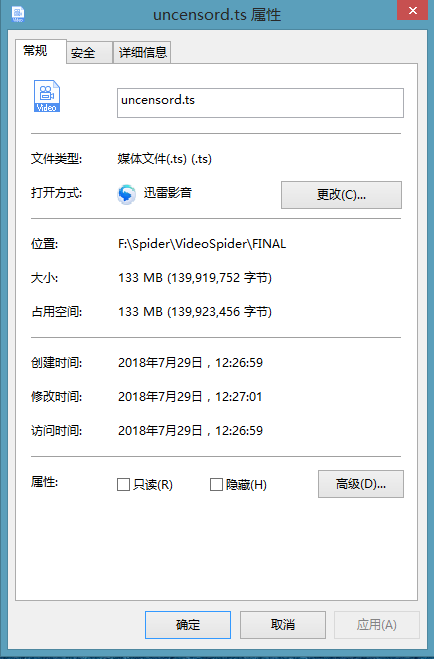 uncensord.ts 属性
常规 安全 详细信息
Video
uncensord.ts
文件类型: 媒体文件(.ts) (.ts)
打开方式: 迅雷影音 更改(C)...
位置: F:\Spider\VideoSpider\FINAL
大小: 133 MB (139,919,752 字节)
占用空间: 133 MB (139,923,456 字节)
创建时间: 2018年7月29日，12:26:59
修改时间: 2018年7月29日，12:27:01
访问时间: 2018年7月29日，12:26:59
属性: 只读(R) 隐藏(H) 高级(D)...
确定 取消 应用(A)